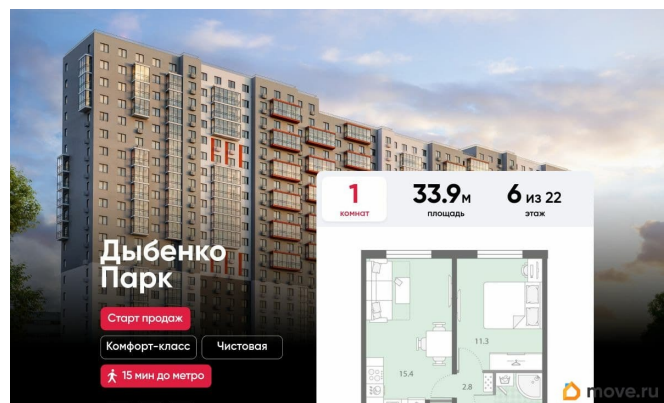 1
комнат
33.9м
площадь
6 из 22
этаж
Дыбенко
Парк
Старт продаж
Комфорт-класс
Чистовая
15 мин до метро
11.3
15.4
2.8
move.ru